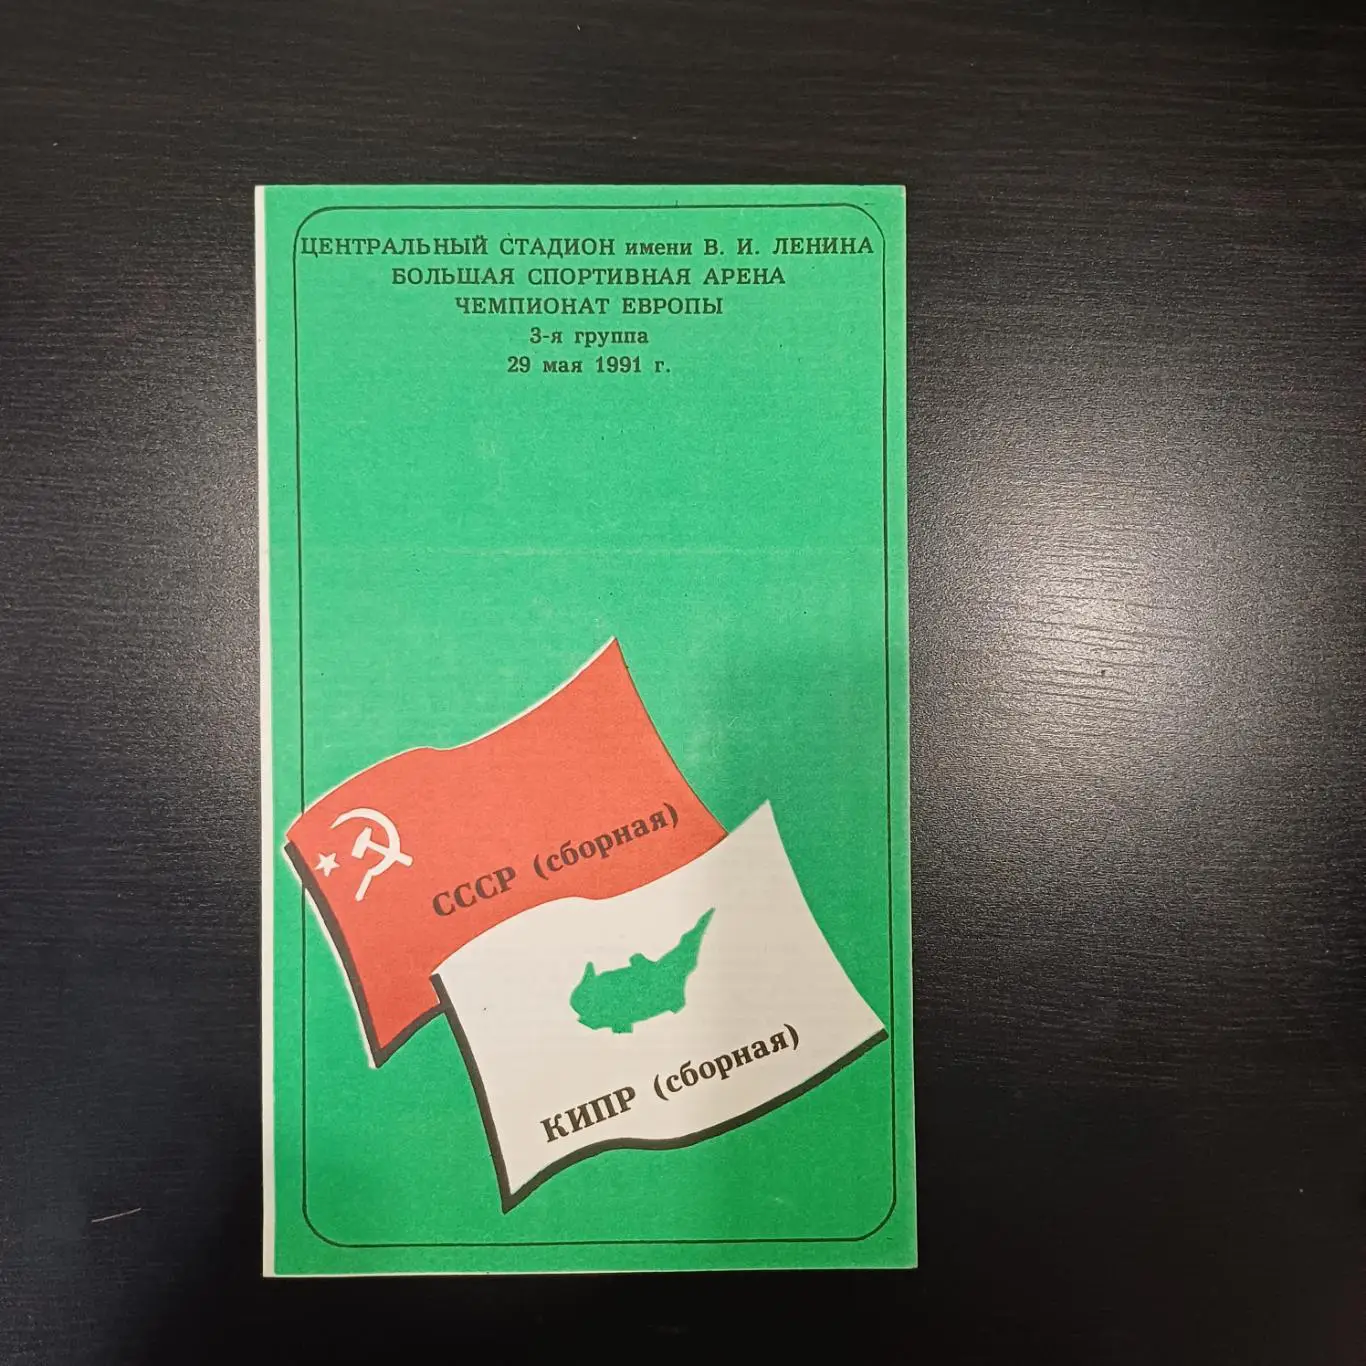 ЦЕНТРАЛЬНЫЙ СТАДИОН имени В. И. ЛЕНИНА
БОЛЬШАЯ СПОРТИВНАЯ АРЕНА
ЧЕМПИОНАТ ЕВРОПЫ
3-я группа
29 мая 1991 г.
СССР (сборная)
КИПР (сборная)